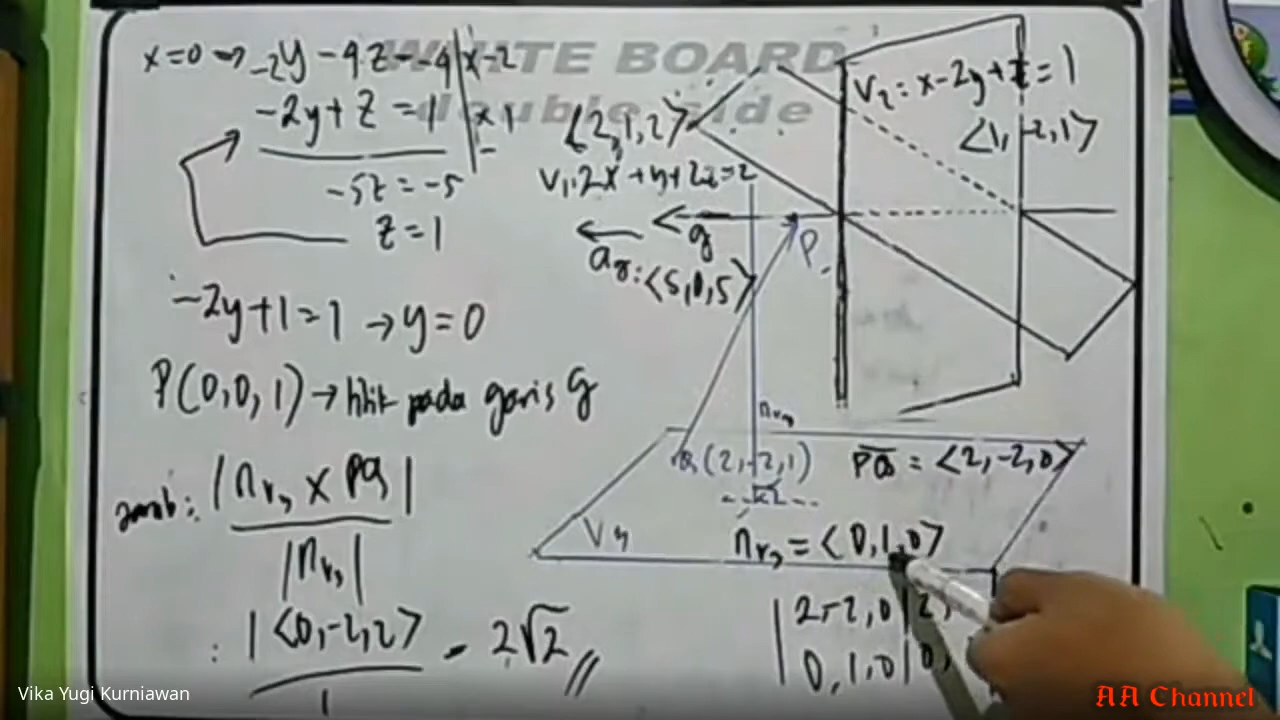 WHITE BOARD
double side
x=0 → -2y - 4z = -4 | x-2
-2y + z = 1 | x 1
-5z = -5
z = 1
-2y+1 = 1 → y = 0
P(0,0,1) → titik pada garis g
jarak: |n_v3 x PQ|
|n_v3|
: |<0,-2,2>| = 2√2 //
1
V2 = x-2y+z = 1
<1,-2,1>
<2,1,2>
V1: 2x+y+2z=2
g
a_g: <5,0,5>
P
n_v3
Q(2,-2,1)
PQ = <2,-2,0>
V3
n_v3 = <0,1,0>
|2,-2,0|2,
|0,1,0|0,
Vika Yugi Kurniawan
AA Channel